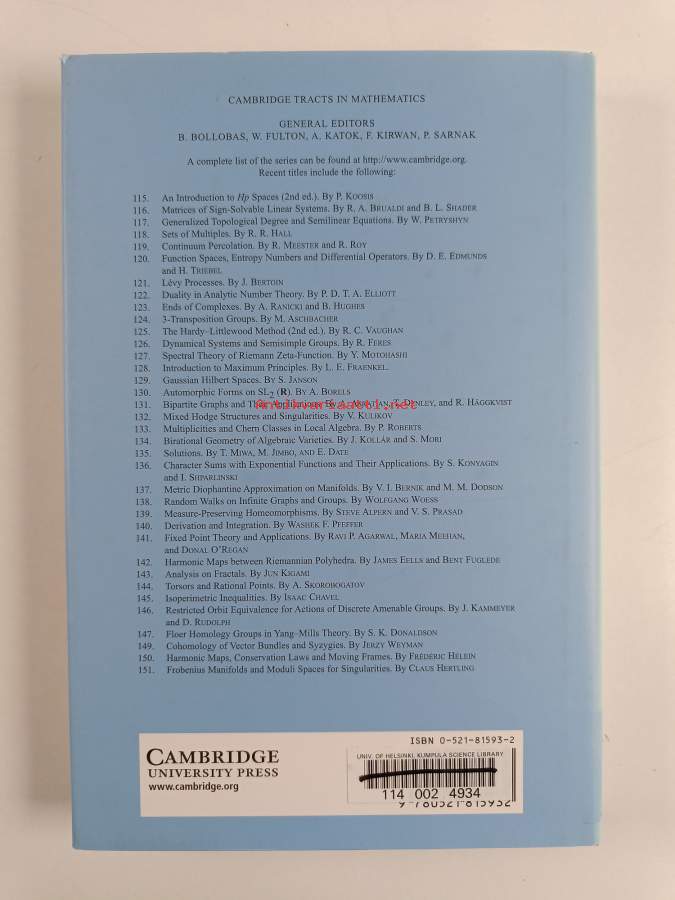 CAMBRIDGE TRACTS IN MATHEMATICS
GENERAL EDITORS
B. BOLLOBAS, W. FULTON, A. KATOK, F. KIRWAN, P. SARNAK
A complete list of the series can be found at http://www.cambridge.org.
Recent titles include the following:
115. An Introduction to Hp Spaces (2nd ed.). By P. KOOSIS
116. Matrices of Sign-Solvable Linear Systems. By R. A. BRUALDI and B. L. SHADER
117. Generalized Topological Degree and Semilinear Equations. By W. PETRYSHYN
118. Sets of Multiples. By R. R. HALL
119. Continuum Percolation. By R. MEESTER and R. ROY
120. Function Spaces, Entropy Numbers and Differential Operators. By D. E. EDMUNDS
and H. TRIEBEL
121. Lévy Processes. By J. BERTOIN
122. Duality in Analytic Number Theory. By P. D. T. A. ELLIOTT
123. Ends of Complexes. By A. RANICKI and B. HUGHES
124. 3-Transposition Groups. By M. ASCHBACHER
125. The Hardy–Littlewood Method (2nd ed.). By R. C. VAUGHAN
126. Dynamical Systems and Semisimple Groups. By R. FERES
127. Spectral Theory of Riemann Zeta-Function. By Y. MOTOHASHI
128. Introduction to Maximum Principles. By L. E. FRAENKEL.
129. Gaussian Hilbert Spaces. By S. JANSON
130. Automorphic Forms on SL2 (R). BY A. BORELS
antikvariaatti.net
131. Bipartite Graphs and Their Applications. By DENLEY, and R. HÄGGKVIST
132. Mixed Hodge Structures and Singularities. By V. KULIKOV
133. Multiplicities and Chern Classes in Local Algebra. By P. ROBERTS
134. Birational Geometry of Algebraic Varieties. By J. KOLLÁR and S. MORI
135. Solutions. By T. MIWA, M. JIMBO, AND E. DATE
136. Character Sums with Exponential Functions and Their Applications. By S. KONYAGIN
and I. SHPARLINSKI
137. Metric Diophantine Approximation on Manifolds. By V. I. BERNIK and M. M. DODSON
138. Random Walks on Infinite Graphs and Groups. By WOLFGANG WOESS
139. Measure-Preserving Homeomorphisms. By STEVE ALPERN and V. S. PRASAD
140. Derivation and Integration. By WASHEK F. PFEFFER
141. Fixed Point Theory and Applications. By RAVI P. AGARWAL, MARIA MEEHAN,
and DONAL O'REGAN
142. Harmonic Maps between Riemannian Polyhedra. By JAMES EELLS and BENT FUGLEDE
143. Analysis on Fractals. By JUN KIGAMI
144. Torsors and Rational Points. By A. SKOROBOGATOV
145. Isoperimetric Inequalities. By ISAAC CHAVEL
146. Restricted Orbit Equivalence for Actions of Discrete Amenable Groups. By J. KAMMEYER
and D. RUDOLPH
147. Floer Homology Groups in Yang–Mills Theory. By S. K. DONALDSON
149. Cohomology of Vector Bundles and Syzygies. By JERZY WEYMAN
150. Harmonic Maps, Conservation Laws and Moving Frames. By FRÉDÉRIC HÉLEIN
151. Frobenius Manifolds and Moduli Spaces for Singularities. By CLAUS HERTLING
CAMBRIDGE
UNIVERSITY PRESS
www.cambridge.org
ISBN 0-521-81593-2
UNIV. OF HELSINKI, KUMPULA SCIENCE LIBRARY
114 002 4934
9 780521 815932